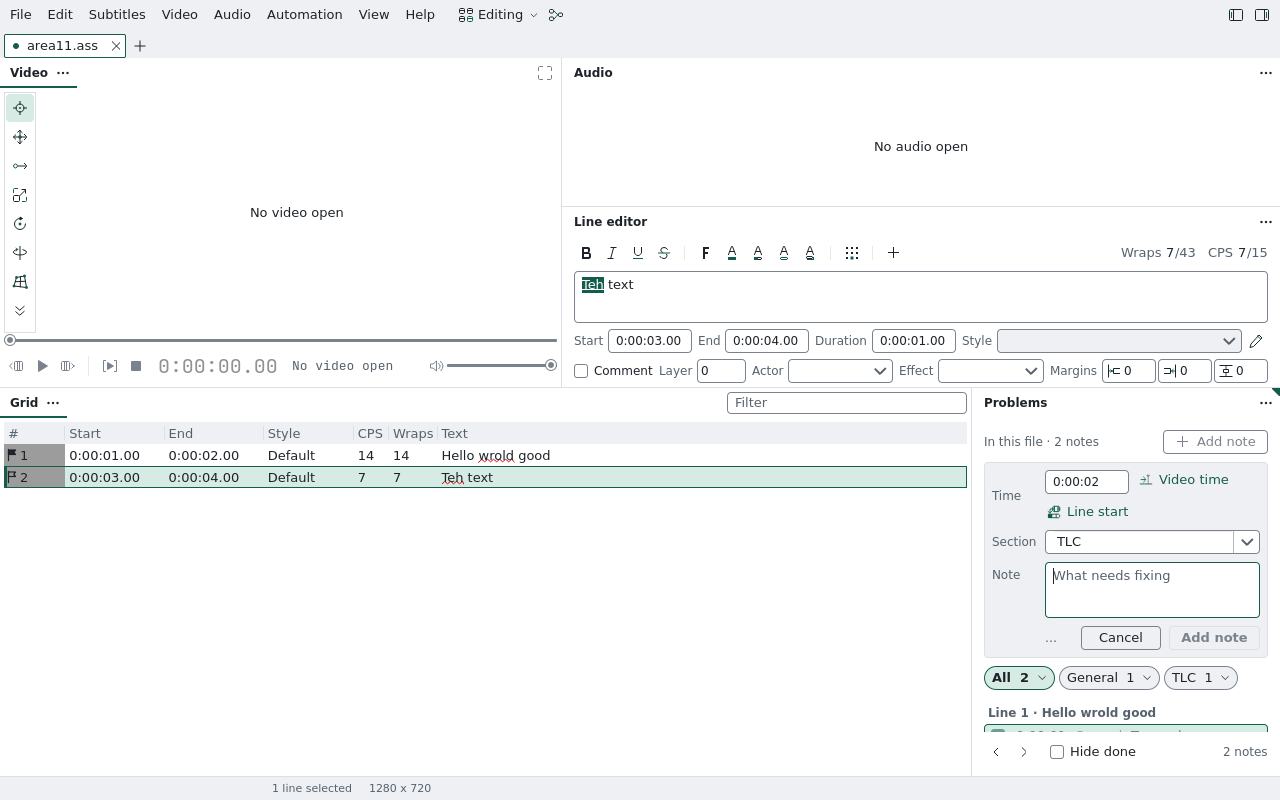 File Edit Subtitles Video Audio Automation View Help Editing
area11.ass
Video ···
No video open
0:00:00.00 No video open
Audio ···
No audio open
Line editor ···
B I U S F A A A A Wraps 7/43 CPS 7/15
Teh text
Start 0:00:03.00 End 0:00:04.00 Duration 0:00:01.00 Style
Comment Layer 0 Actor Effect Margins 0 0 0
Grid ··· Filter
# Start End Style CPS Wraps Text
1 0:00:01.00 0:00:02.00 Default 14 14 Hello wrold good
2 0:00:03.00 0:00:04.00 Default 7 7 Teh text
Problems ···
In this file · 2 notes Add note
Time 0:00:02 Video time
Line start
Section TLC
Note What needs fixing
... Cancel Add note
All 2 General 1 TLC 1
Line 1 · Hello wrold good
Hide done 2 notes
1 line selected 1280 x 720